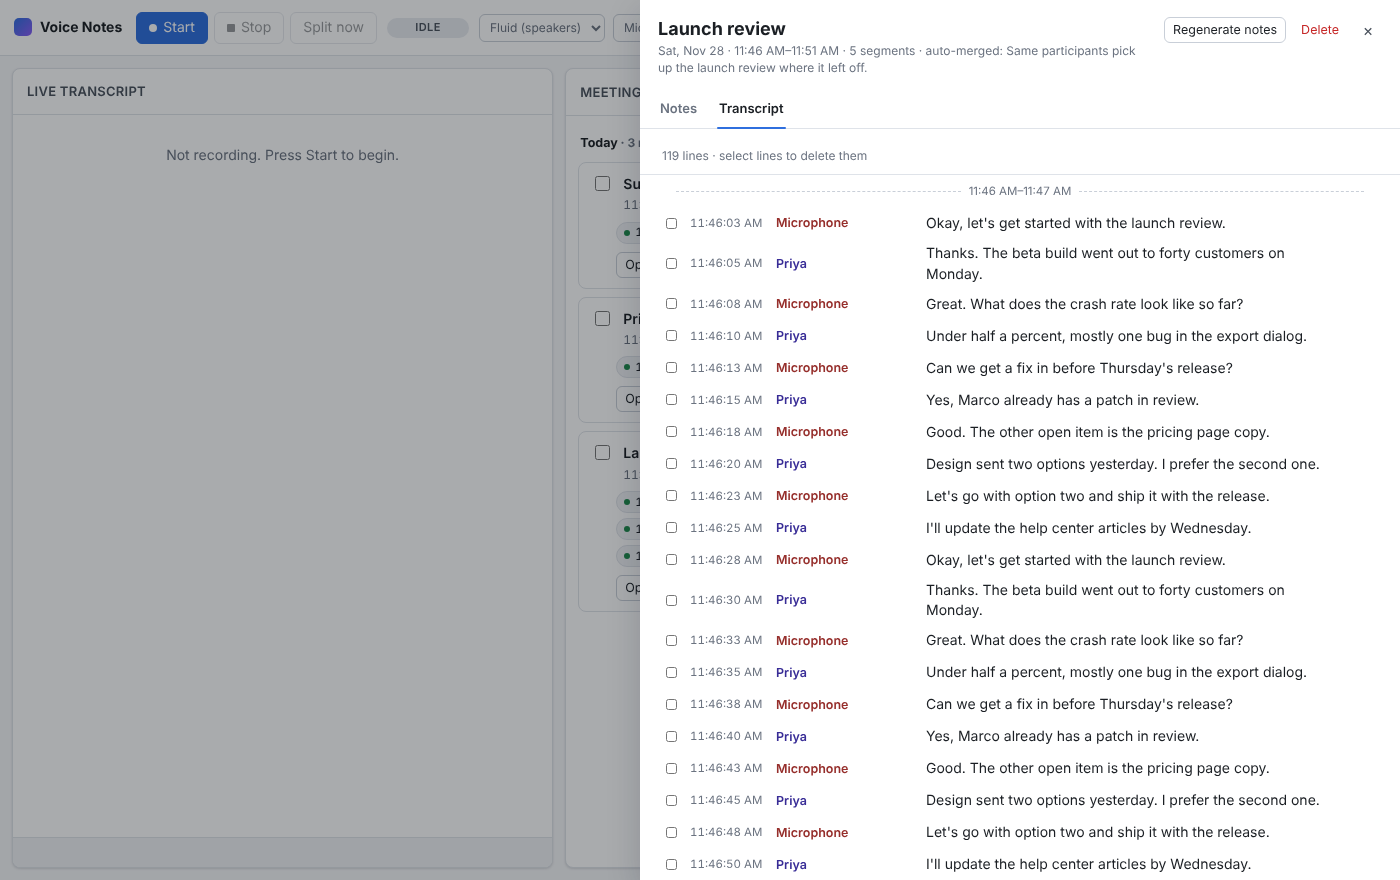 Voice Notes
Start
Stop
Split now
IDLE
Fluid (speakers)
LIVE TRANSCRIPT
Not recording. Press Start to begin.
MEETING
Today · 3
Launch review
Sat, Nov 28 · 11:46 AM–11:51 AM · 5 segments · auto-merged: Same participants pick
up the launch review where it left off.
Regenerate notes
Delete
×
Notes
Transcript
119 lines · select lines to delete them
11:46 AM–11:47 AM
11:46:03 AM Microphone Okay, let's get started with the launch review.
11:46:05 AM Priya Thanks. The beta build went out to forty customers on
Monday.
11:46:08 AM Microphone Great. What does the crash rate look like so far?
11:46:10 AM Priya Under half a percent, mostly one bug in the export dialog.
11:46:13 AM Microphone Can we get a fix in before Thursday's release?
11:46:15 AM Priya Yes, Marco already has a patch in review.
11:46:18 AM Microphone Good. The other open item is the pricing page copy.
11:46:20 AM Priya Design sent two options yesterday. I prefer the second one.
11:46:23 AM Microphone Let's go with option two and ship it with the release.
11:46:25 AM Priya I'll update the help center articles by Wednesday.
11:46:28 AM Microphone Okay, let's get started with the launch review.
11:46:30 AM Priya Thanks. The beta build went out to forty customers on
Monday.
11:46:33 AM Microphone Great. What does the crash rate look like so far?
11:46:35 AM Priya Under half a percent, mostly one bug in the export dialog.
11:46:38 AM Microphone Can we get a fix in before Thursday's release?
11:46:40 AM Priya Yes, Marco already has a patch in review.
11:46:43 AM Microphone Good. The other open item is the pricing page copy.
11:46:45 AM Priya Design sent two options yesterday. I prefer the second one.
11:46:48 AM Microphone Let's go with option two and ship it with the release.
11:46:50 AM Priya I'll update the help center articles by Wednesday.